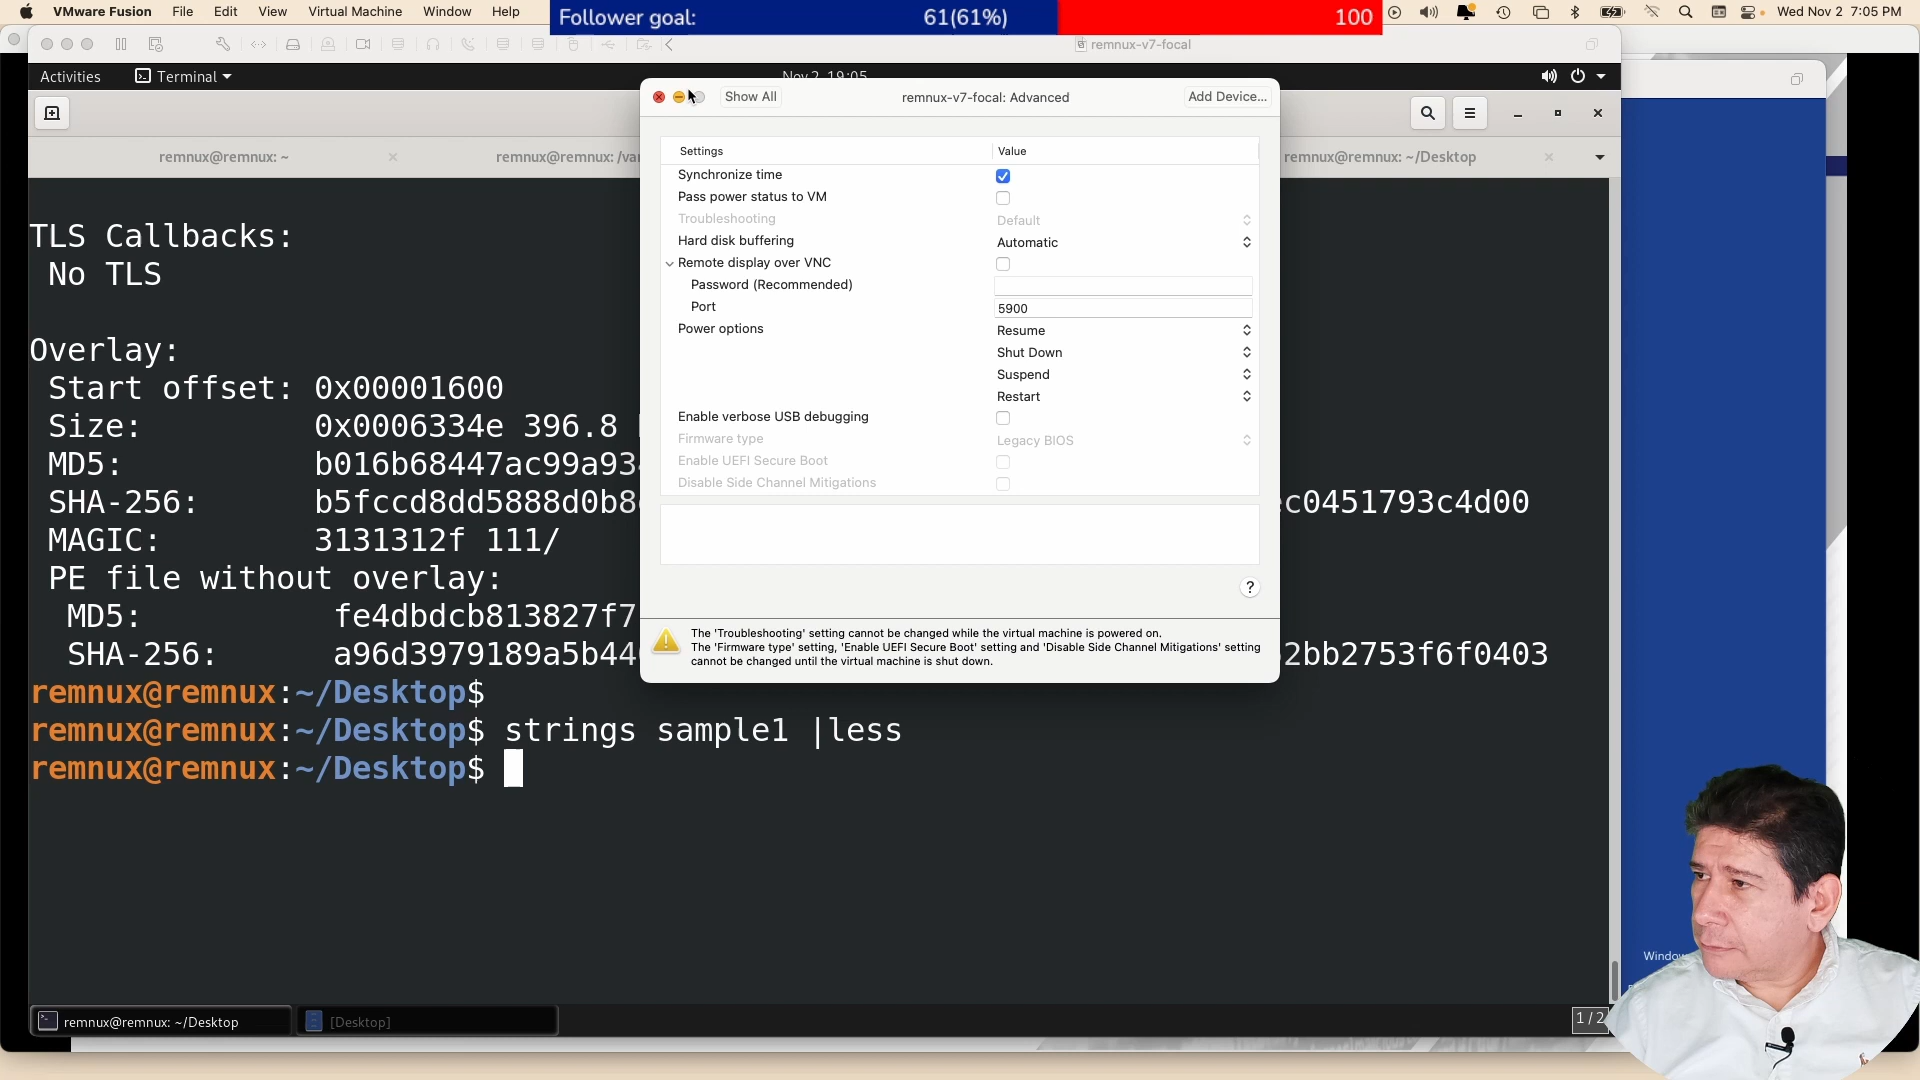 VMware Fusion File Edit View Virtual Machine Window Help
Follower goal: 61(61%) 100
Wed Nov 2 7:05 PM
remnux-v7-focal
Activities Terminal
Nov 2 19:05
remnux-v7-focal: Advanced
Show All
Add Device...
remnux@remnux: ~
remnux@remnux: /va
remnux@remnux: ~/Desktop
Settings Value
Synchronize time
Pass power status to VM
Troubleshooting Default
Hard disk buffering Automatic
Remote display over VNC
Password (Recommended)
Port 5900
Power options Resume
Shut Down
Suspend
Restart
Enable verbose USB debugging
Firmware type Legacy BIOS
Enable UEFI Secure Boot
Disable Side Channel Mitigations
?
The 'Troubleshooting' setting cannot be changed while the virtual machine is powered on.
The 'Firmware type' setting, 'Enable UEFI Secure Boot' setting and 'Disable Side Channel Mitigations' setting
cannot be changed until the virtual machine is shut down.
TLS Callbacks:
No TLS
Overlay:
Start offset: 0x00001600
Size: 0x0006334e 396.8
MD5: b016b68447ac99a93
SHA-256: b5fccd8dd5888d0b8 c0451793c4d00
MAGIC: 3131312f 111/
PE file without overlay:
MD5: fe4dbdcb813827f7
SHA-256: a96d3979189a5b44 2bb2753f6f0403
remnux@remnux:~/Desktop$
remnux@remnux:~/Desktop$ strings sample1 |less
remnux@remnux:~/Desktop$
Window
remnux@remnux: ~/Desktop
[Desktop]
1 / 2